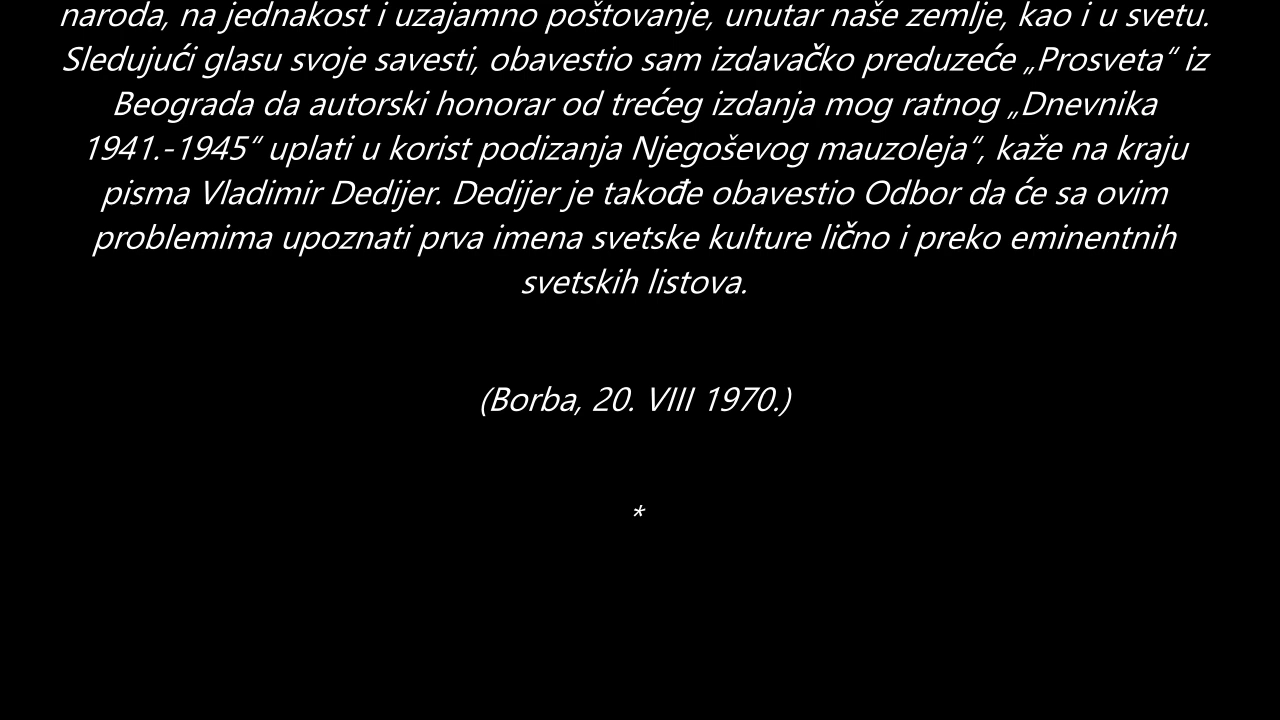 naroda, na jednakost i uzajamno poštovanje, unutar naše zemlje, kao i u svetu.
Sledujući glasu svoje savesti, obavestio sam izdavačko preduzeće „Prosveta“ iz
Beograda da autorski honorar od trećeg izdanja mog ratnog „Dnevnika
1941.-1945“ uplati u korist podizanja Njegoševog mauzoleja“, kaže na kraju
pisma Vladimir Dedijer. Dedijer je takođe obavestio Odbor da će sa ovim
problemima upoznati prva imena svetske kulture lično i preko eminentnih
svetskih listova.
(Borba, 20. VIII 1970.)
*